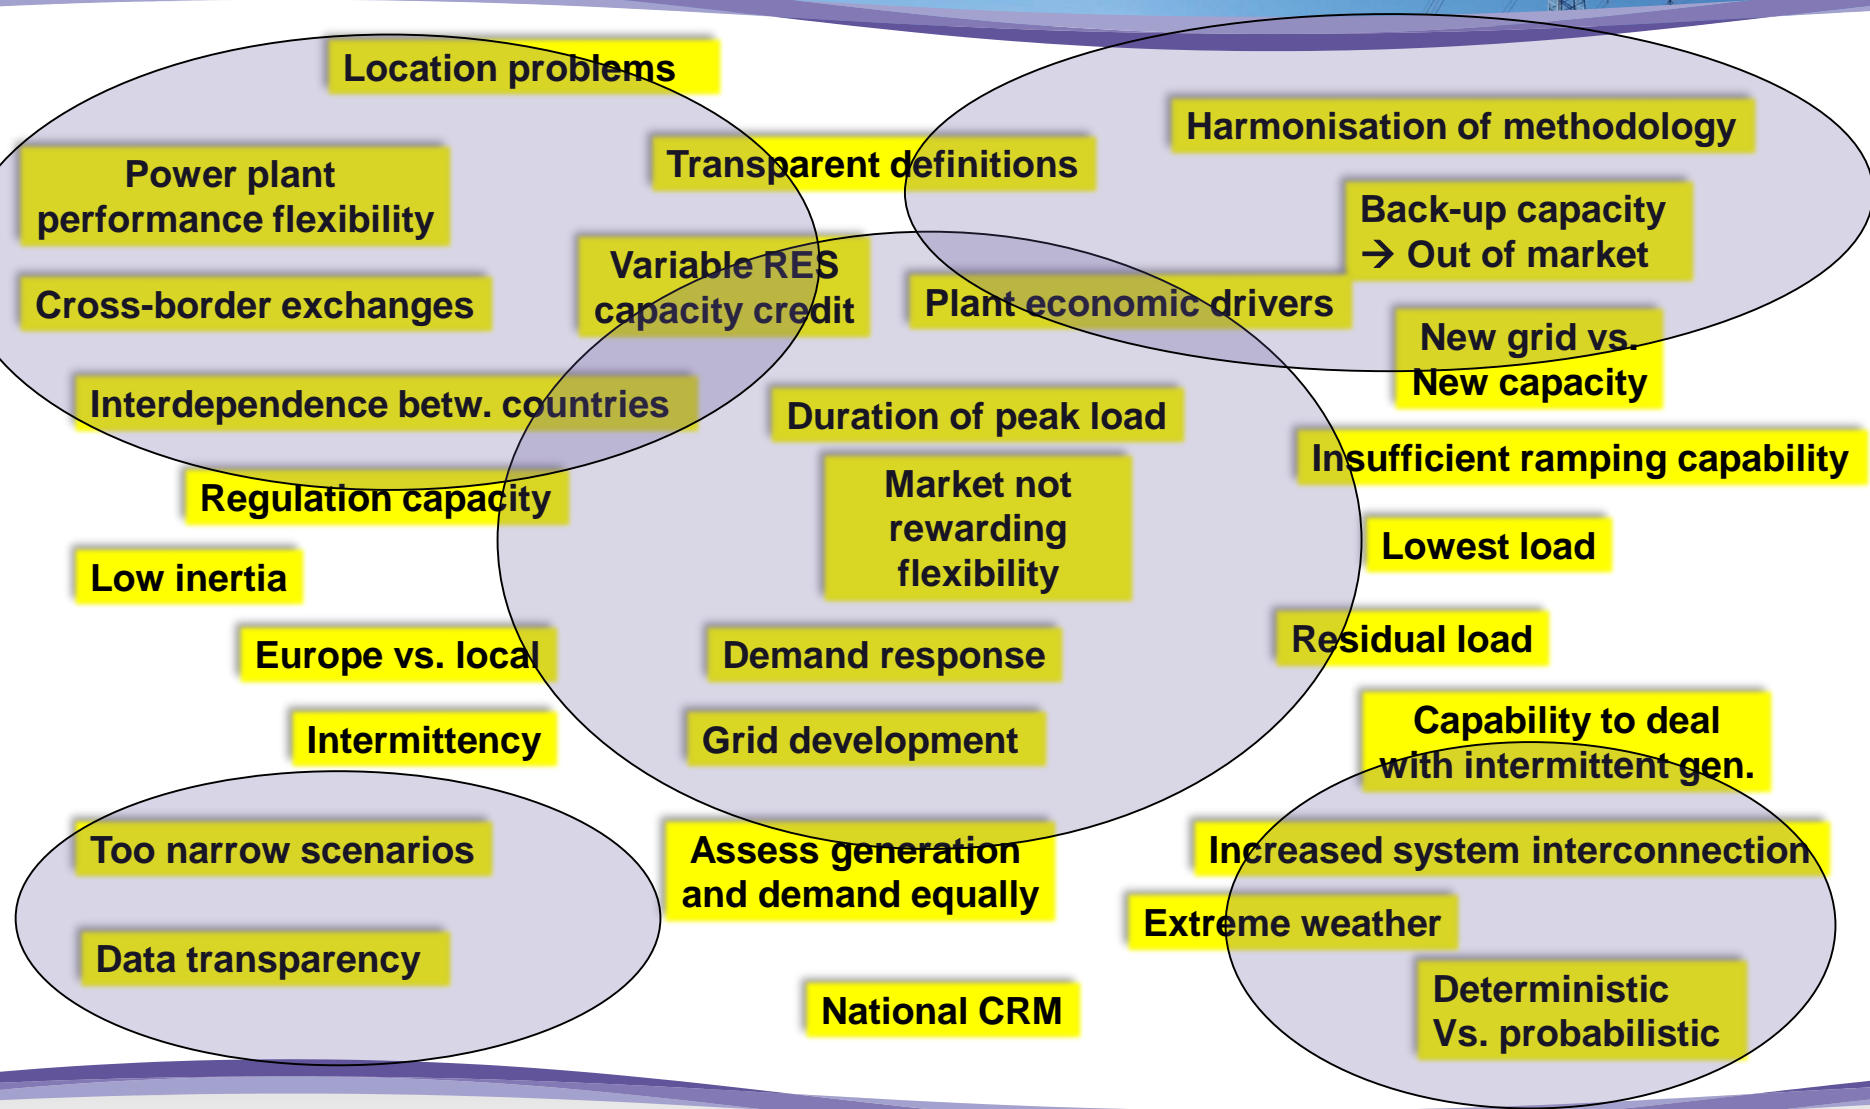 Location problems
Harmonisation of methodology
Transparent definitions
Power plant
performance flexibility
Back-up capacity
→ Out of market
Variable RES
capacity credit
Cross-border exchanges
Plant economic drivers
New grid vs.
New capacity
Interdependence betw. countries
Duration of peak load
Insufficient ramping capability
Regulation capacity
Market not
rewarding
flexibility
Lowest load
Low inertia
Europe vs. local
Demand response
Residual load
Intermittency
Grid development
Capability to deal
with intermittent gen.
Too narrow scenarios
Assess generation
and demand equally
Increased system interconnection
Extreme weather
Data transparency
National CRM
Deterministic
Vs. probabilistic